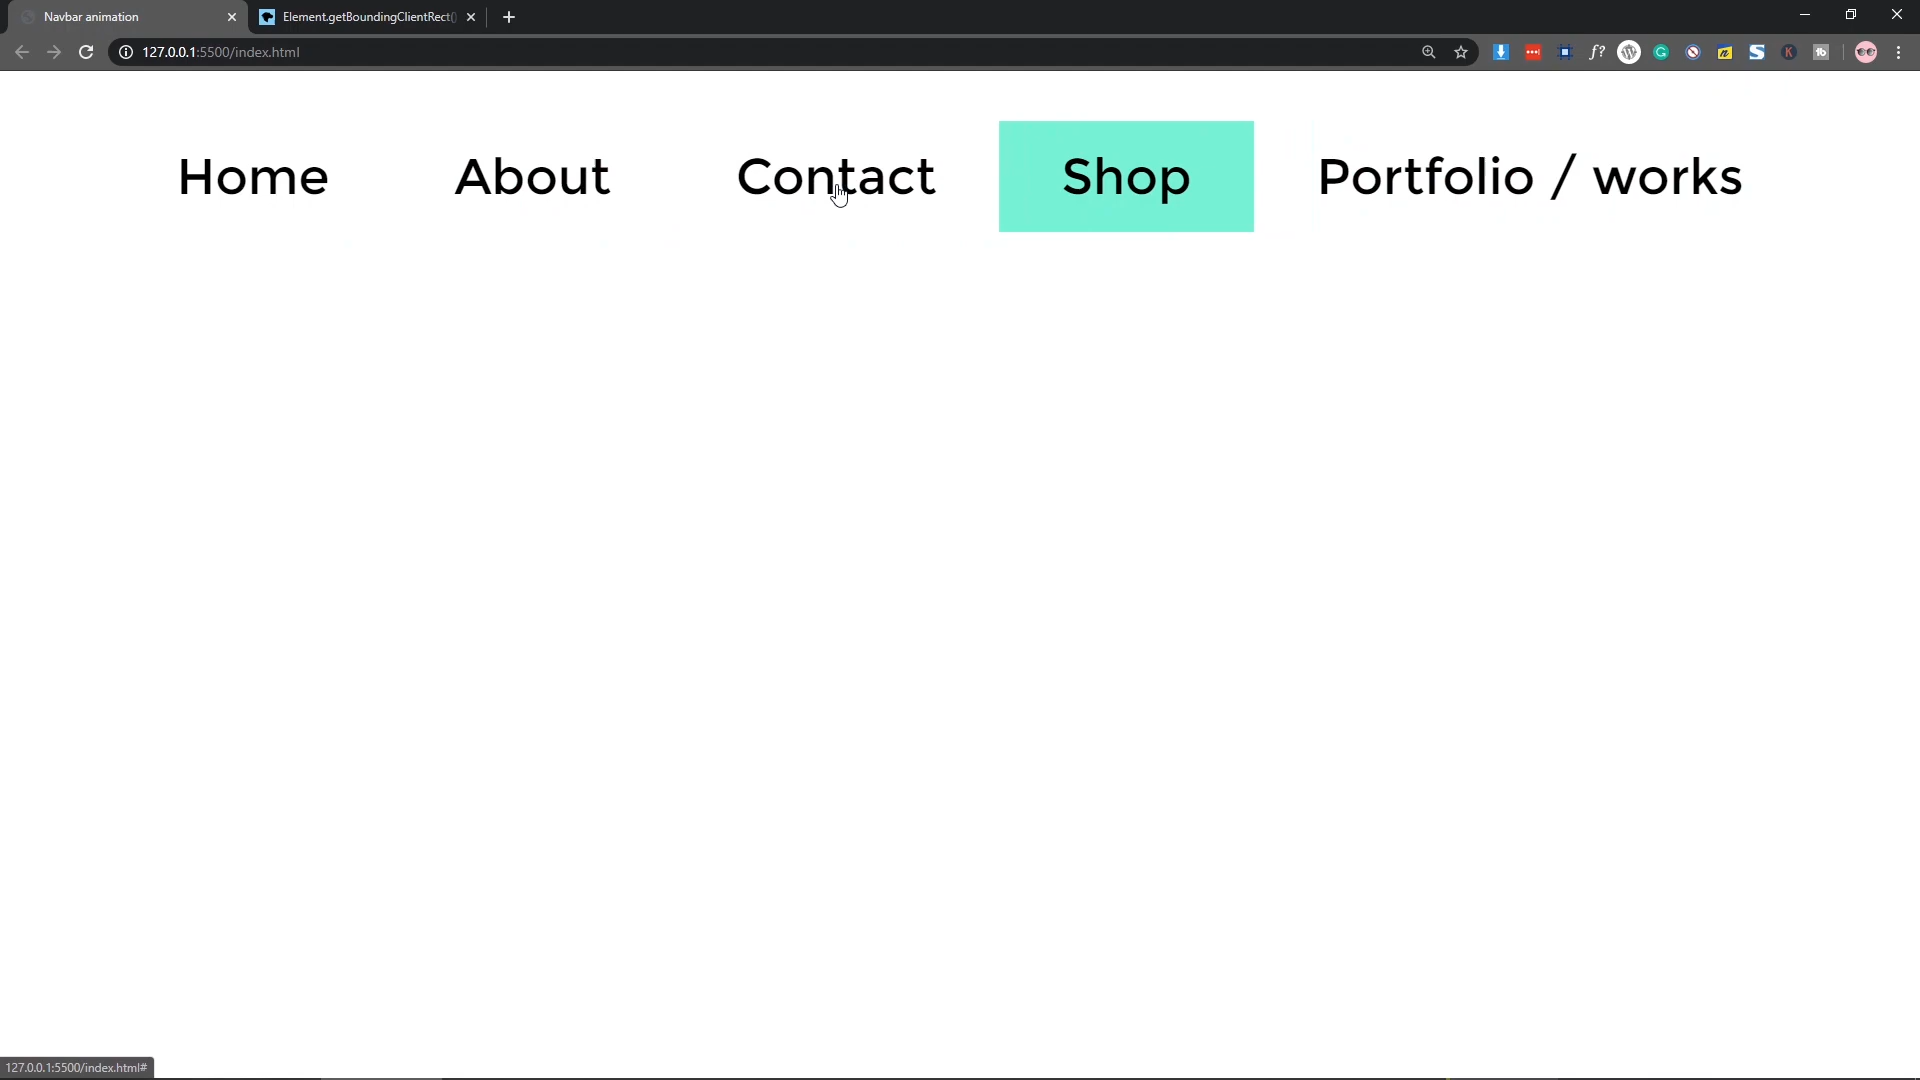 Navbar animation
Element.getBoundingClientRect()
127.0.0.1:5500/index.html
f?
Home About Contact Shop Portfolio / works
127.0.0.1:5500/index.html#